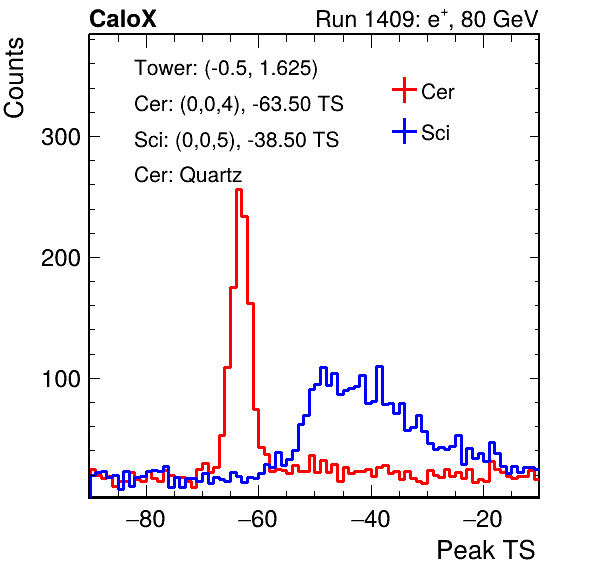 CaloX Run 1409: e⁺, 80 GeV
Counts
Tower: (-0.5, 1.625)
Cer: (0,0,4), -63.50 TS
Sci: (0,0,5), -38.50 TS
Cer: Quartz
Cer
Sci
300
200
100
−80 −60 −40 −20
Peak TS